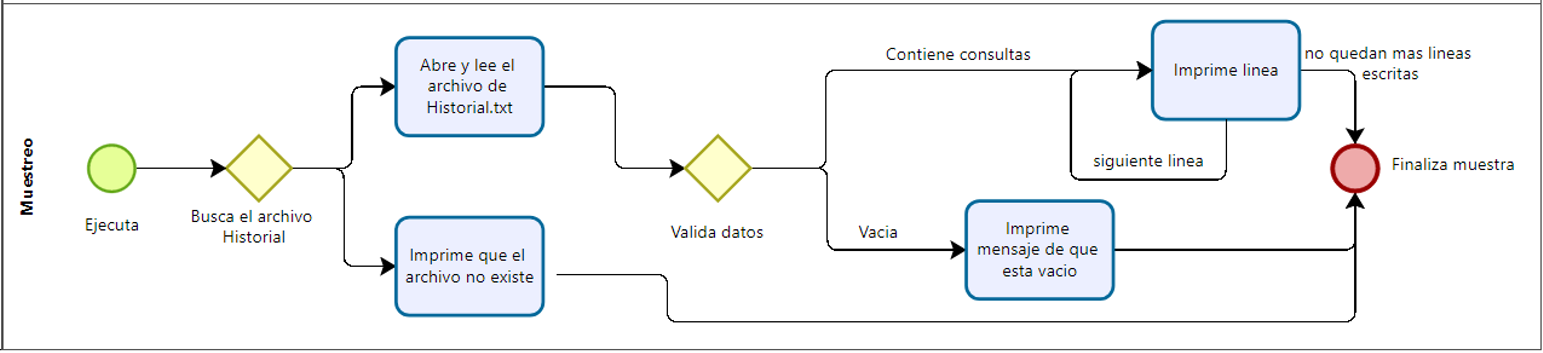 Muestreo
Ejecuta
Busca el archivo
Historial
Abre y lee el
archivo de
Historial.txt
Imprime que el
archivo no existe
Valida datos
Contiene consultas
Vacia
Imprime linea
siguiente linea
Imprime
mensaje de que
esta vacio
no quedan mas lineas
escritas
Finaliza muestra